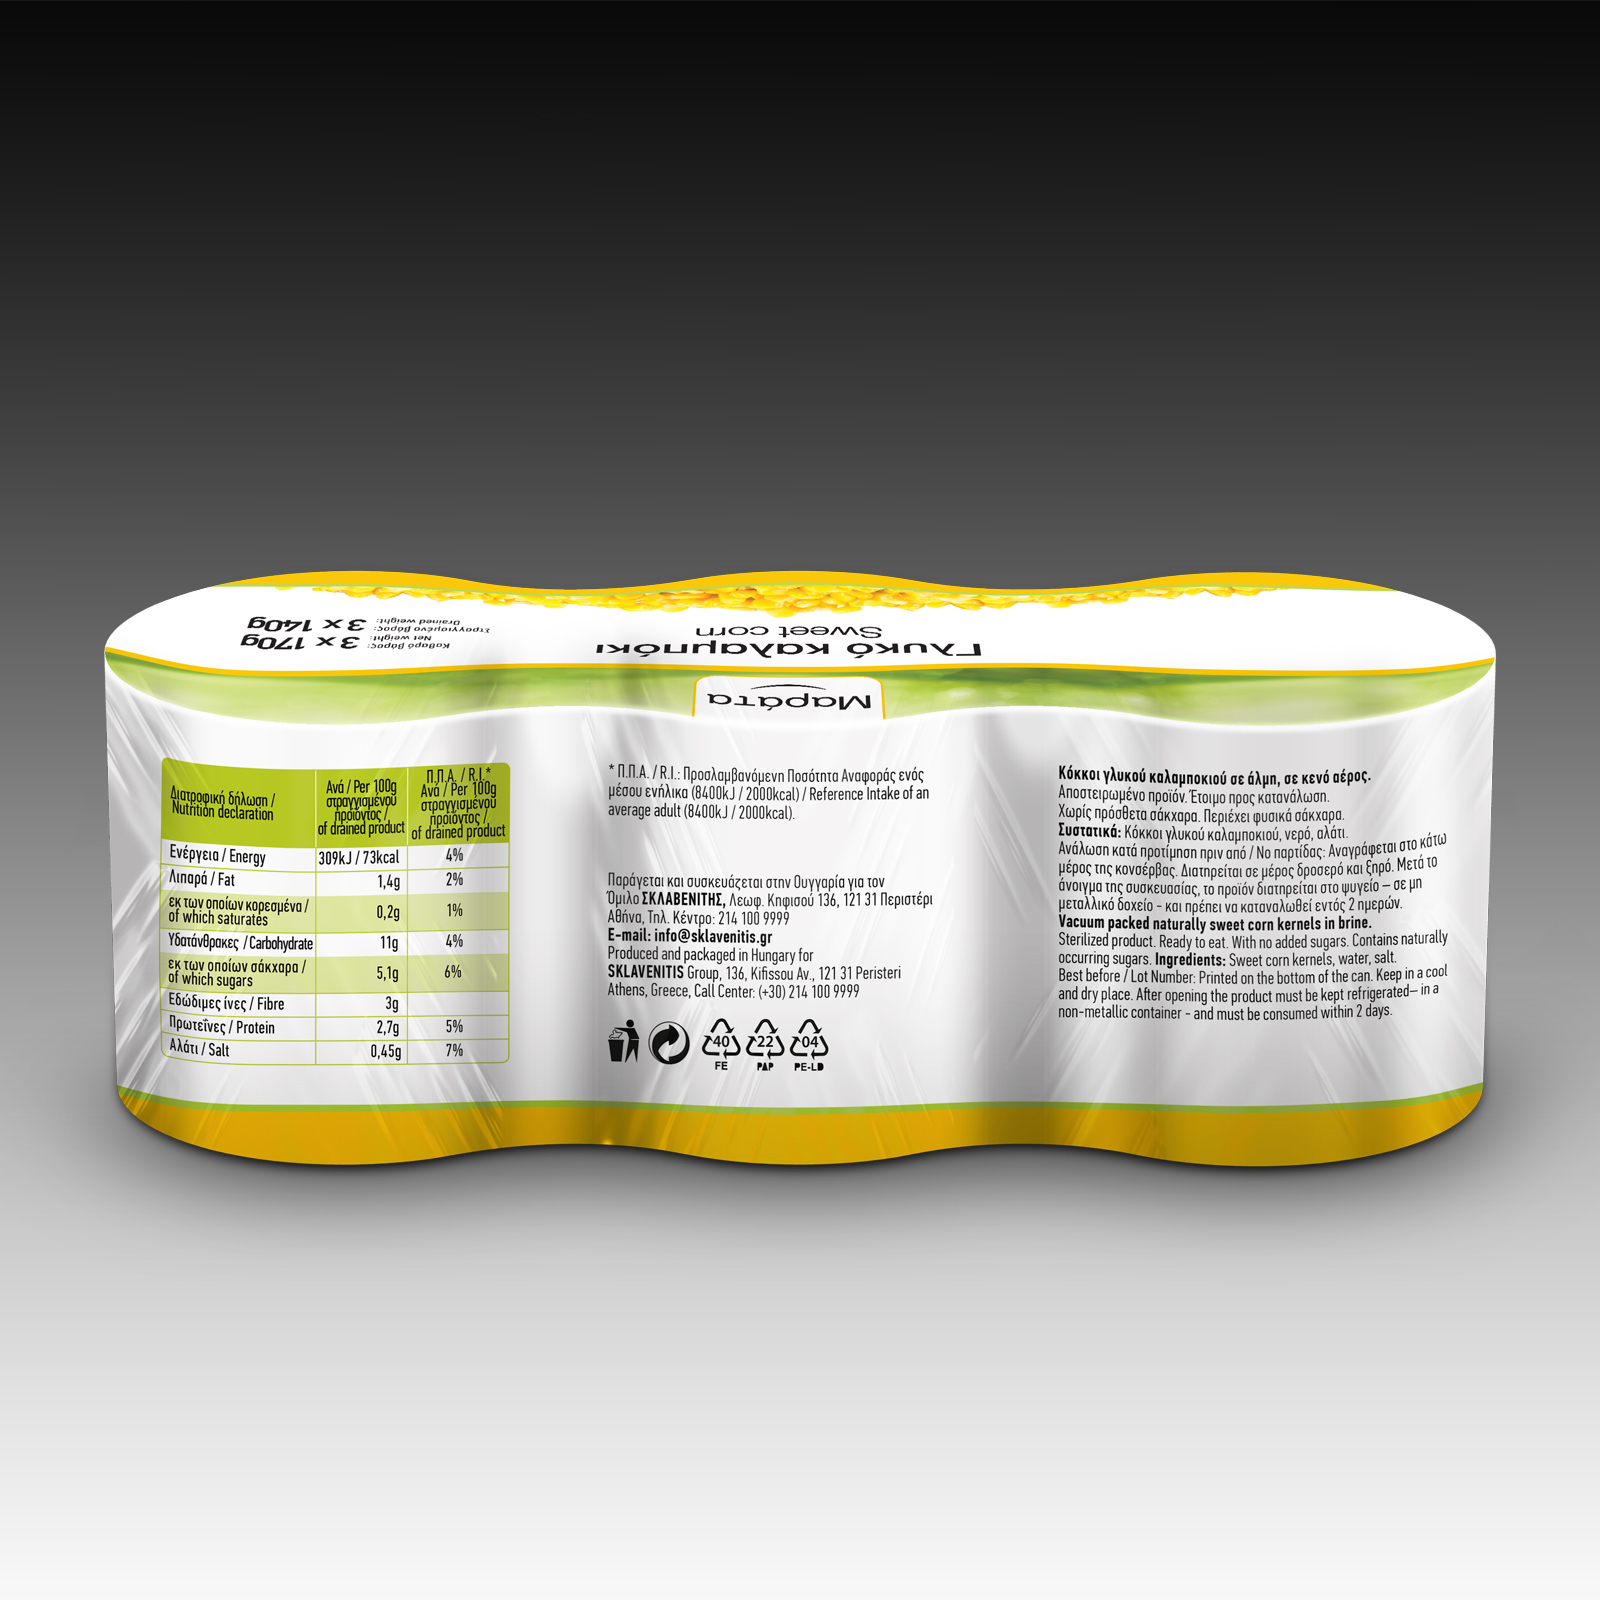 Καθαρό βάρος:
Net weight:
3 x 170g
Στραγγισμένο βάρος:
Drained weight:
3 x 140g
Γλυκό καλαμπόκι
Sweet corn
Μαράτα
Διατροφική δήλωση /
Nutrition declaration
Ανά / Per 100g
στραγγισμένου
προϊόντος /
of drained product
Π.Π.Α. / R.I.*
Ανά / Per 100g
στραγγισμένου
προϊόντος /
of drained product
Ενέργεια / Energy 309kJ / 73kcal 4%
Λιπαρά / Fat 1,4g 2%
εκ των οποίων κορεσμένα /
of which saturates 0,2g 1%
Υδατάνθρακες / Carbohydrate 11g 4%
εκ των οποίων σάκχαρα /
of which sugars 5,1g 6%
Εδώδιμες ίνες / Fibre 3g
Πρωτεΐνες / Protein 2,7g 5%
Αλάτι / Salt 0,45g 7%
* Π.Π.Α. / R.I.: Προσλαμβανόμενη Ποσότητα Αναφοράς ενός
μέσου ενήλικα (8400kJ / 2000kcal) / Reference Intake of an
average adult (8400kJ / 2000kcal).
Παράγεται και συσκευάζεται στην Ουγγαρία για τον
Όμιλο ΣΚΛΑΒΕΝΙΤΗΣ, Λεωφ. Κηφισού 136, 121 31 Περιστέρι
Αθήνα, Τηλ. Κέντρο: 214 100 9999
E-mail: info@sklavenitis.gr
Produced and packaged in Hungary for
SKLAVENITIS Group, 136, Kifissou Av., 121 31 Peristeri
Athens, Greece, Call Center: (+30) 214 100 9999
40 22 04
FE PAP PE-LD
Κόκκοι γλυκού καλαμποκιού σε άλμη, σε κενό αέρος.
Αποστειρωμένο προϊόν. Έτοιμο προς κατανάλωση.
Χωρίς πρόσθετα σάκχαρα. Περιέχει φυσικά σάκχαρα.
Συστατικά: Κόκκοι γλυκού καλαμποκιού, νερό, αλάτι.
Ανάλωση κατά προτίμηση πριν από / Νο παρτίδας: Αναγράφεται στο κάτω
μέρος της κονσέρβας. Διατηρείται σε μέρος δροσερό και ξηρό. Μετά το
άνοιγμα της συσκευασίας, το προϊόν διατηρείται στο ψυγείο – σε μη
μεταλλικό δοχείο - και πρέπει να καταναλωθεί εντός 2 ημερών.
Vacuum packed naturally sweet corn kernels in brine.
Sterilized product. Ready to eat. With no added sugars. Contains naturally
occurring sugars. Ingredients: Sweet corn kernels, water, salt.
Best before / Lot Number: Printed on the bottom of the can. Keep in a cool
and dry place. After opening the product must be kept refrigerated– in a
non-metallic container - and must be consumed within 2 days.